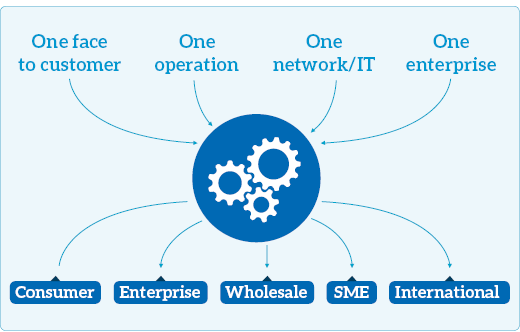 One face
to customer
One
operation
One
network/IT
One
enterprise
Consumer
Enterprise
Wholesale
SME
International